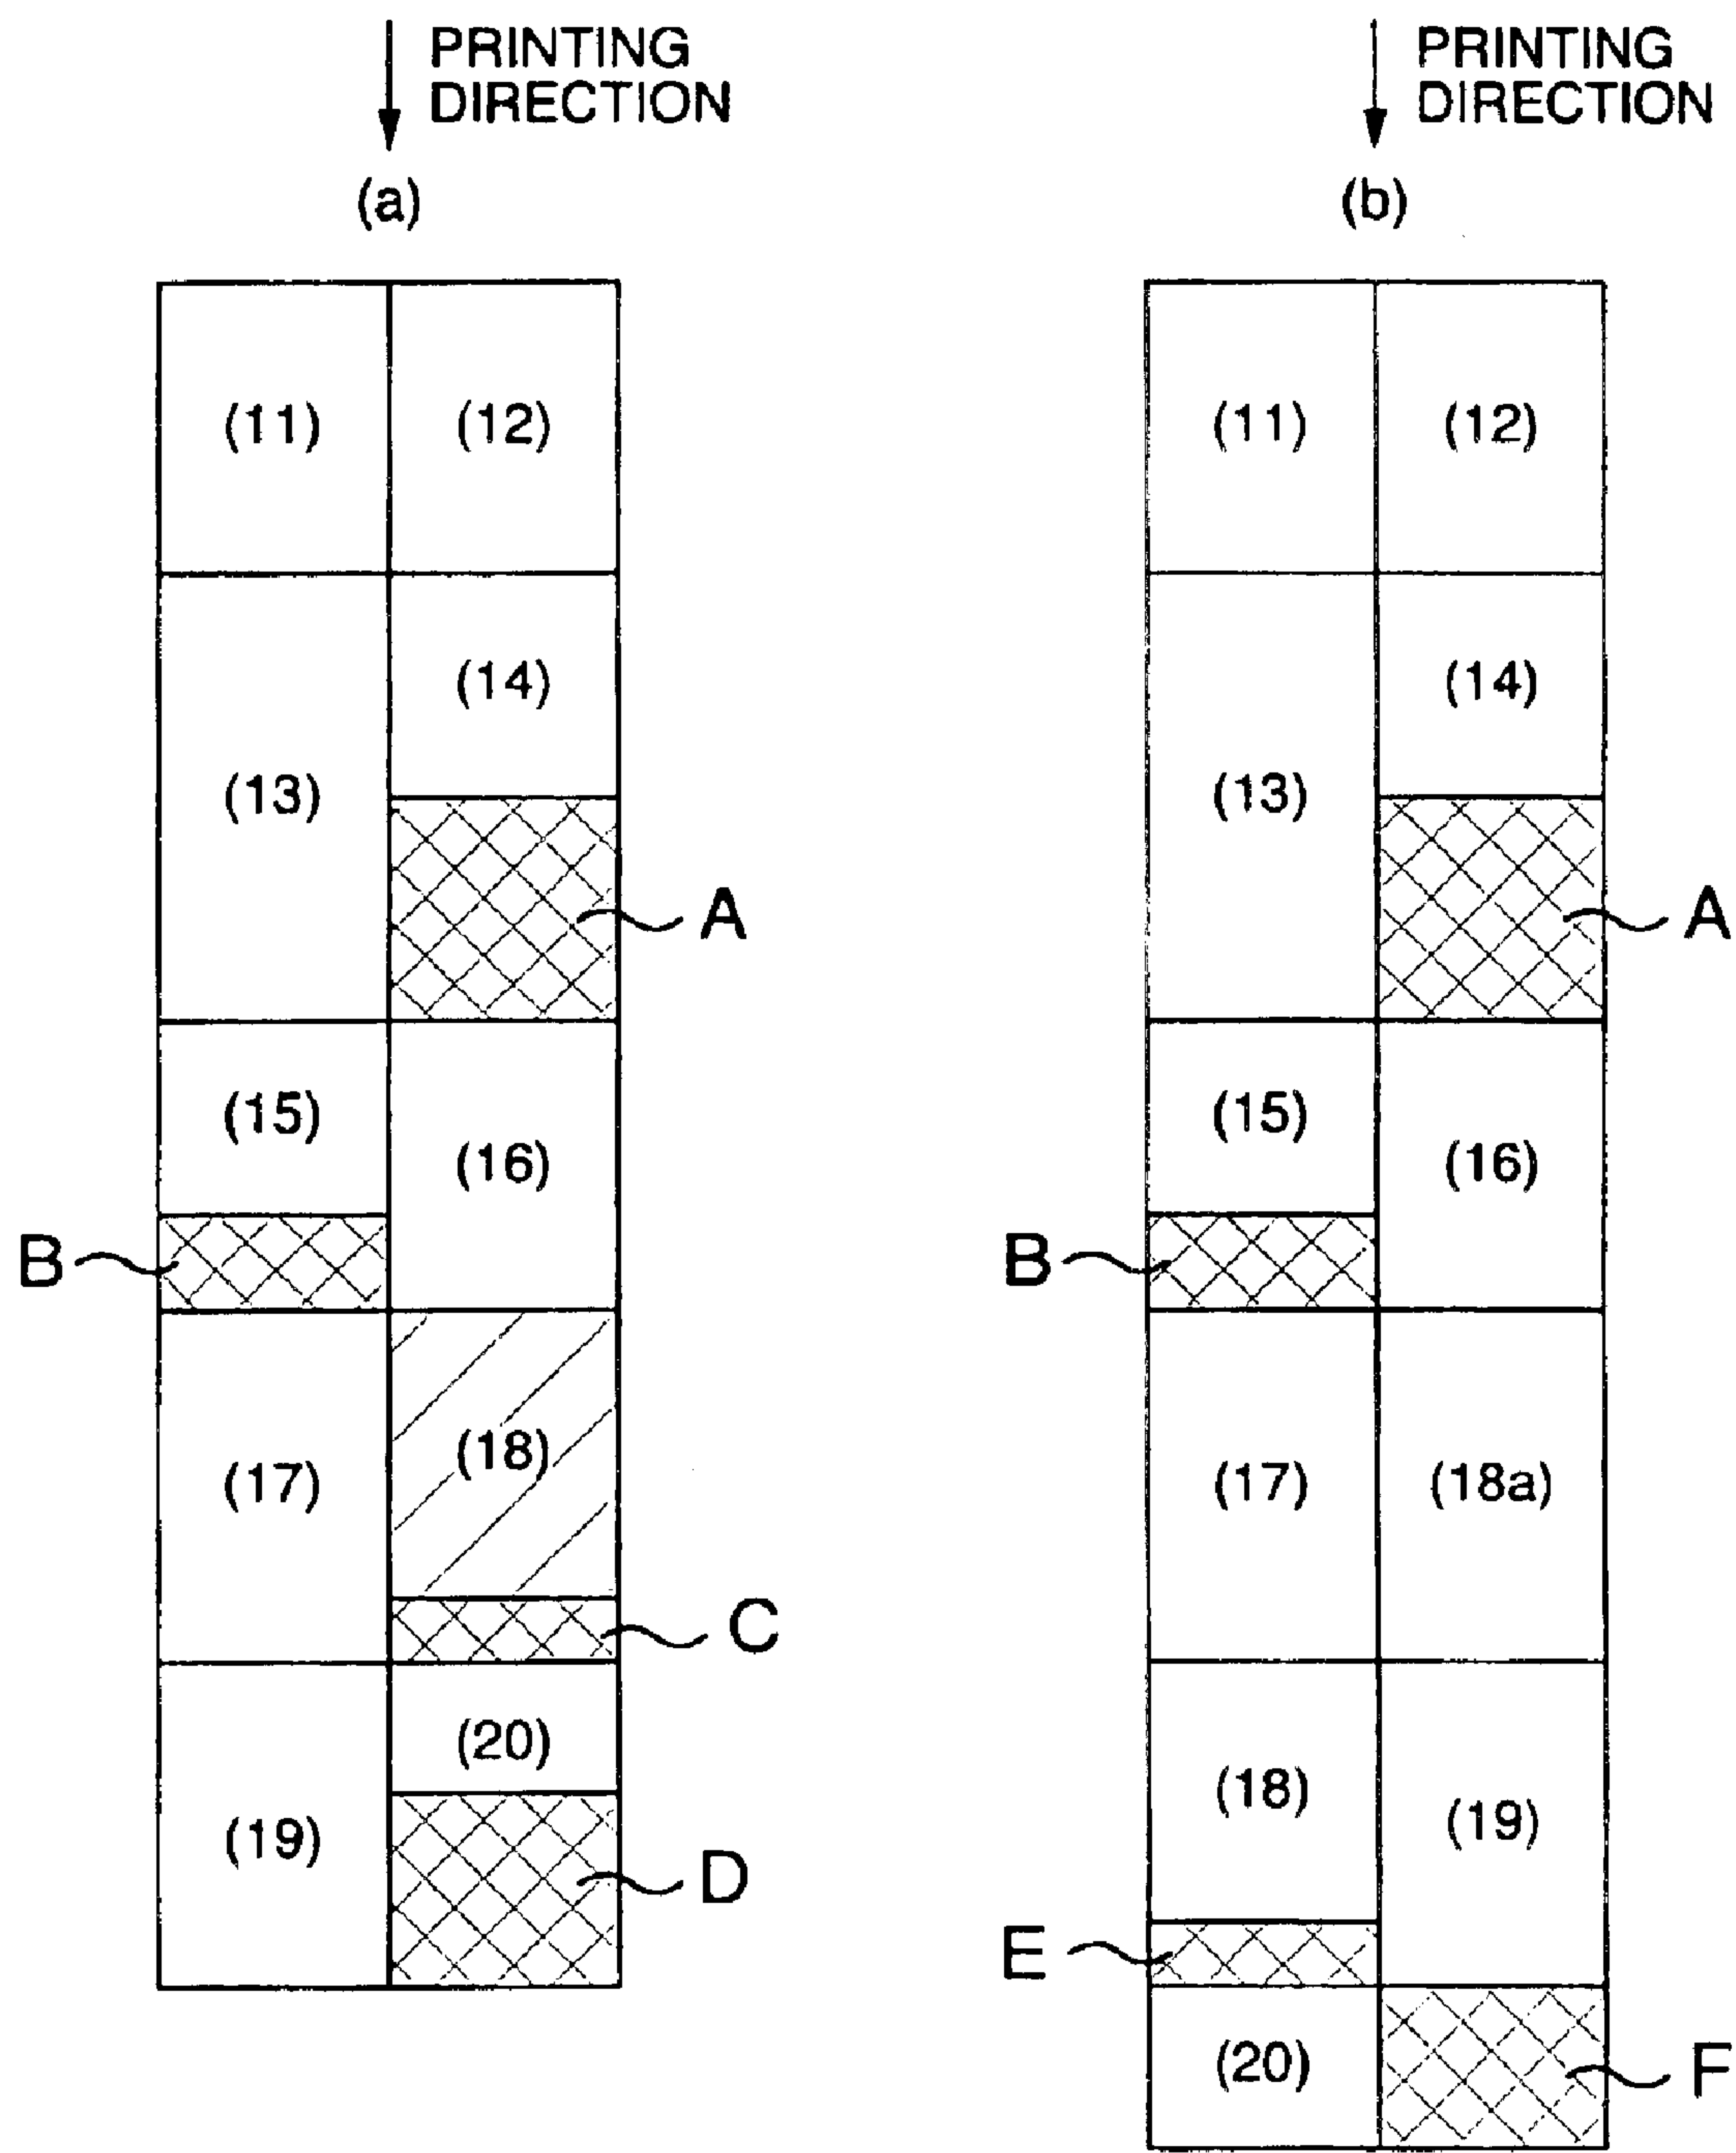 PRINTING
DIRECTION
(a)
(11)
(12)
(14)
(13)
A
(15)
(16)
B
(18)
(17)
C
(20)
(19)
D
PRINTING
DIRECTION
(b)
(11)
(12)
(14)
(13)
A
(15)
(16)
B
(17)
(18a)
(18)
(19)
E
(20)
F